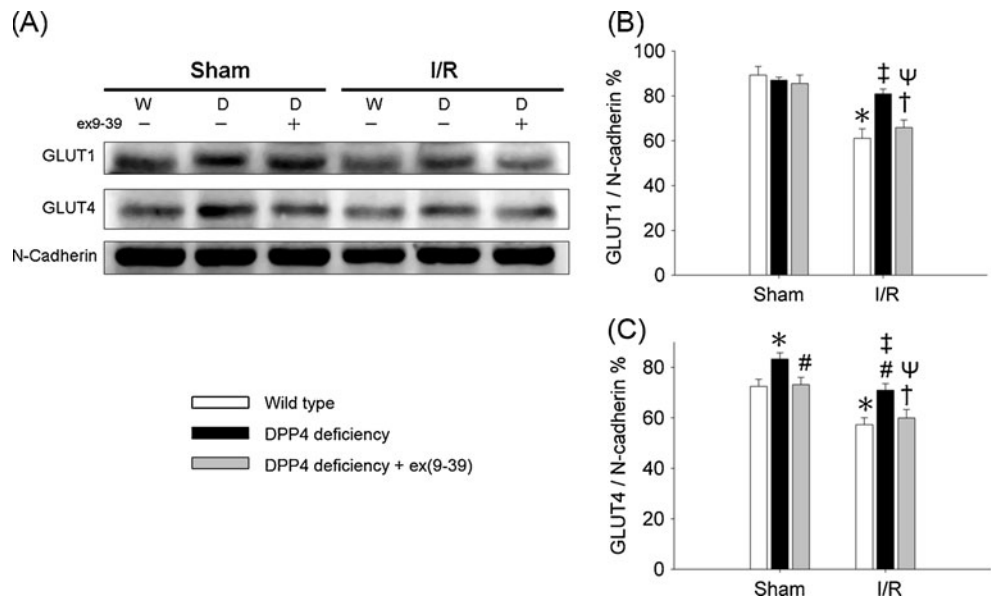 (A)
Sham I/R
W D D W D D
ex9-39 − − + − − +
GLUT1
GLUT4
N-Cadherin
Wild type
DPP4 deficiency
DPP4 deficiency + ex(9-39)
(B)
GLUT1 / N-cadherin %
100
80
60
40
20
0
* ‡ Ψ †
Sham I/R
(C)
GLUT4 / N-cadherin %
80
60
40
20
0
* # * ‡ # Ψ †
Sham I/R